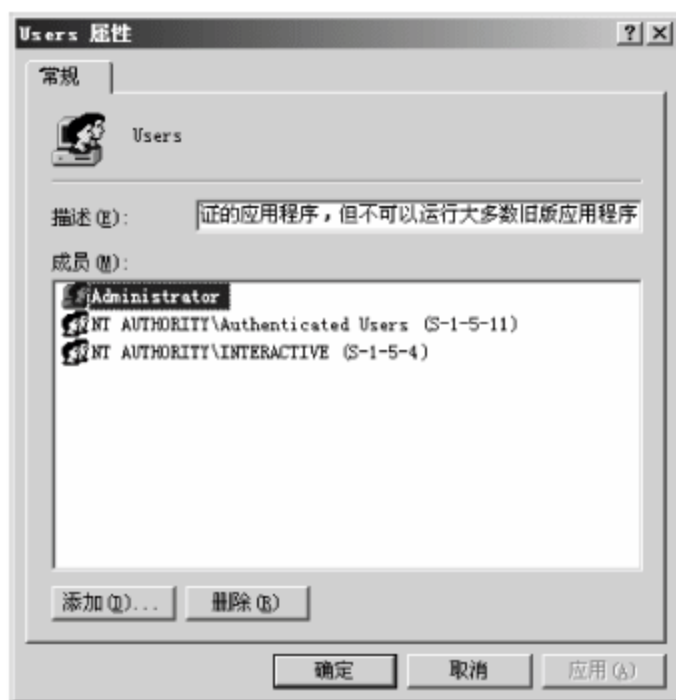 Users 属性
常规
Users
描述(E):
证的应用程序，但不可以运行大多数旧版应用程序
成员(M):
Administrator
NT AUTHORITY\Authenticated Users (S-1-5-11)
NT AUTHORITY\INTERACTIVE (S-1-5-4)
添加(D)... 删除(R)
确定 取消 应用(A)